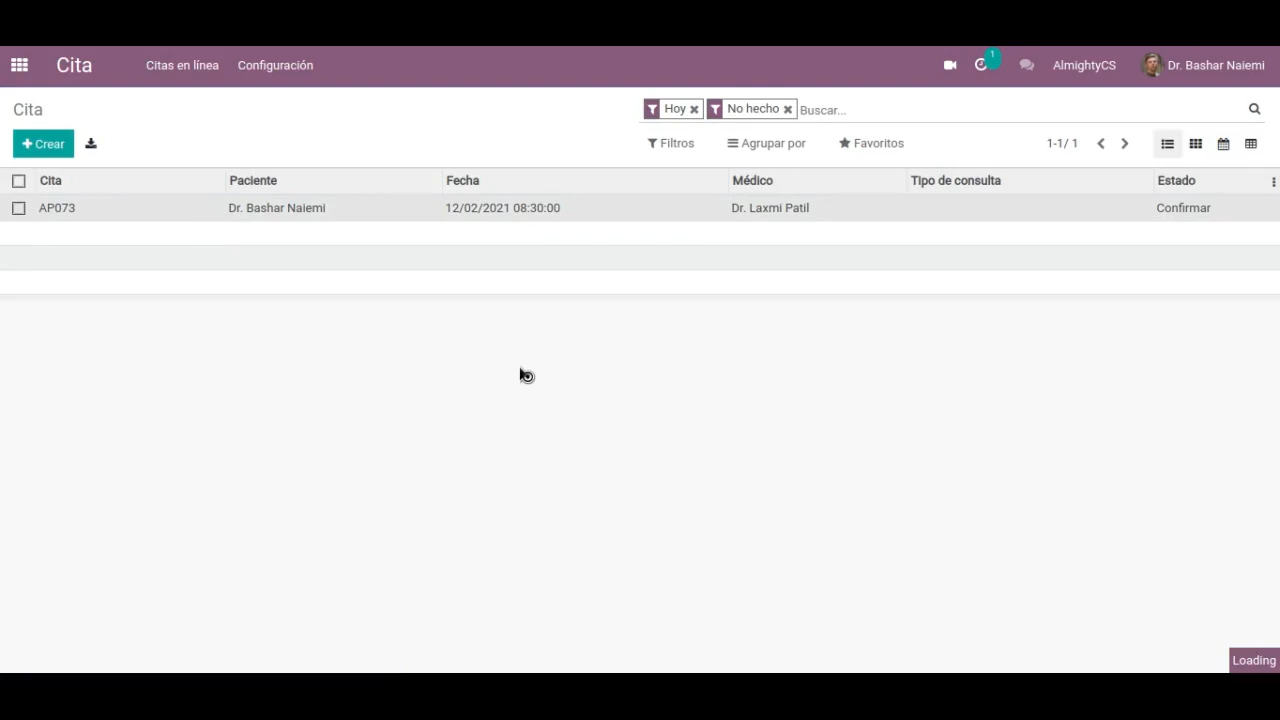 Cita Citas en línea Configuración 1 AlmightyCS Dr. Bashar Naiemi
Cita Hoy No hecho Buscar...
Crear Filtros Agrupar por Favoritos 1-1/ 1
Cita Paciente Fecha Médico Tipo de consulta Estado
AP073 Dr. Bashar Naiemi 12/02/2021 08:30:00 Dr. Laxmi Patil Confirmar
Loading